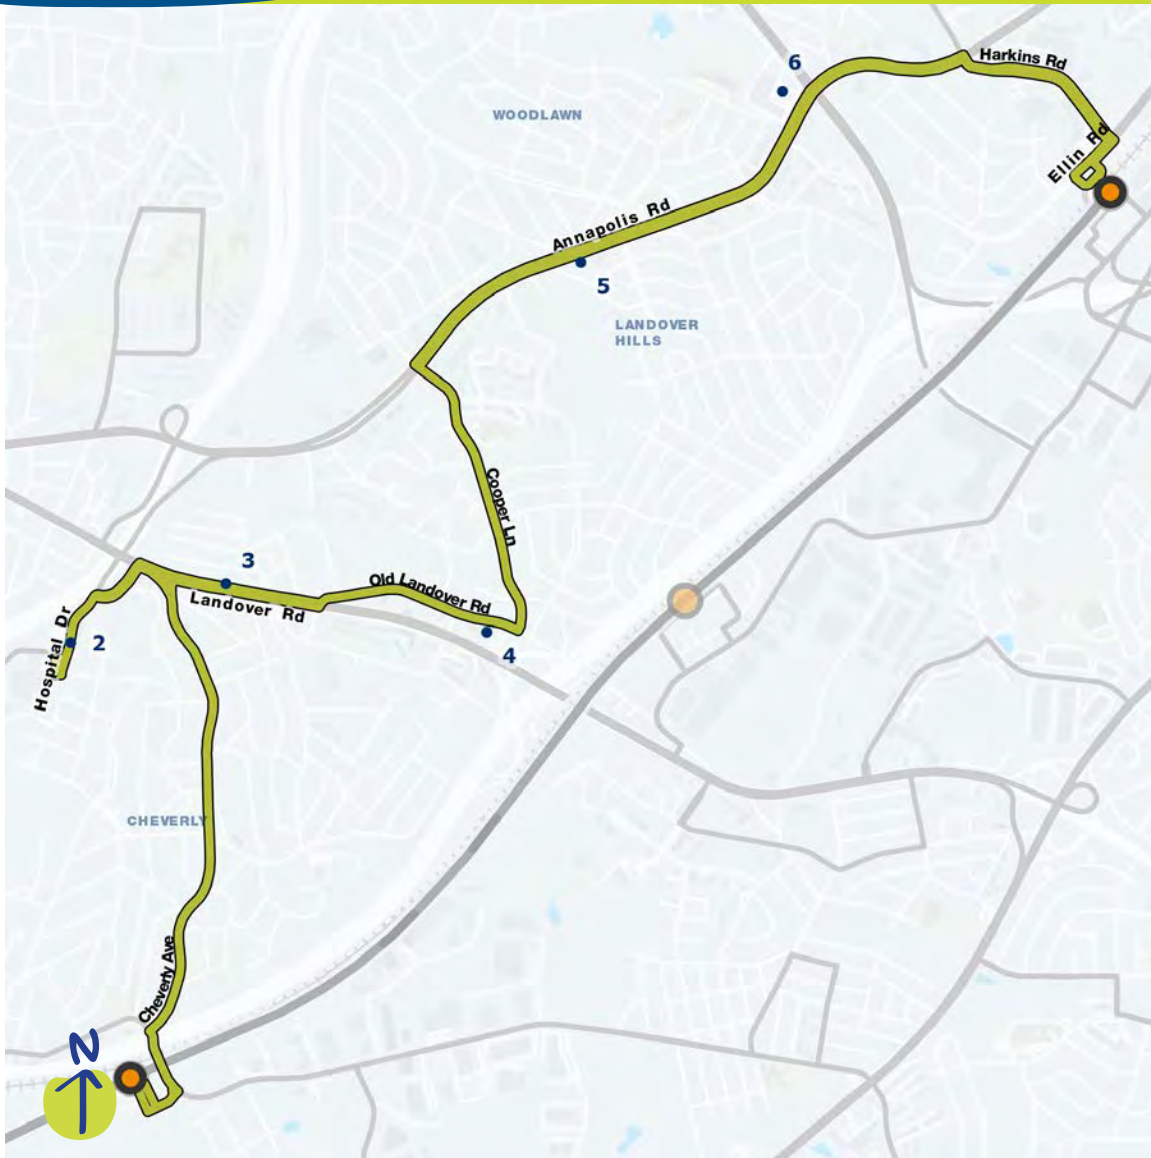 6
Harkins Rd
WOODLAWN
Ellin Rd
Annapolis Rd
5
LANDOVER
HILLS
Cooper Ln
3
Old Landover Rd
Landover Rd
Hospital Dr
2
4
CHEVERLY
Cheverly Ave
N